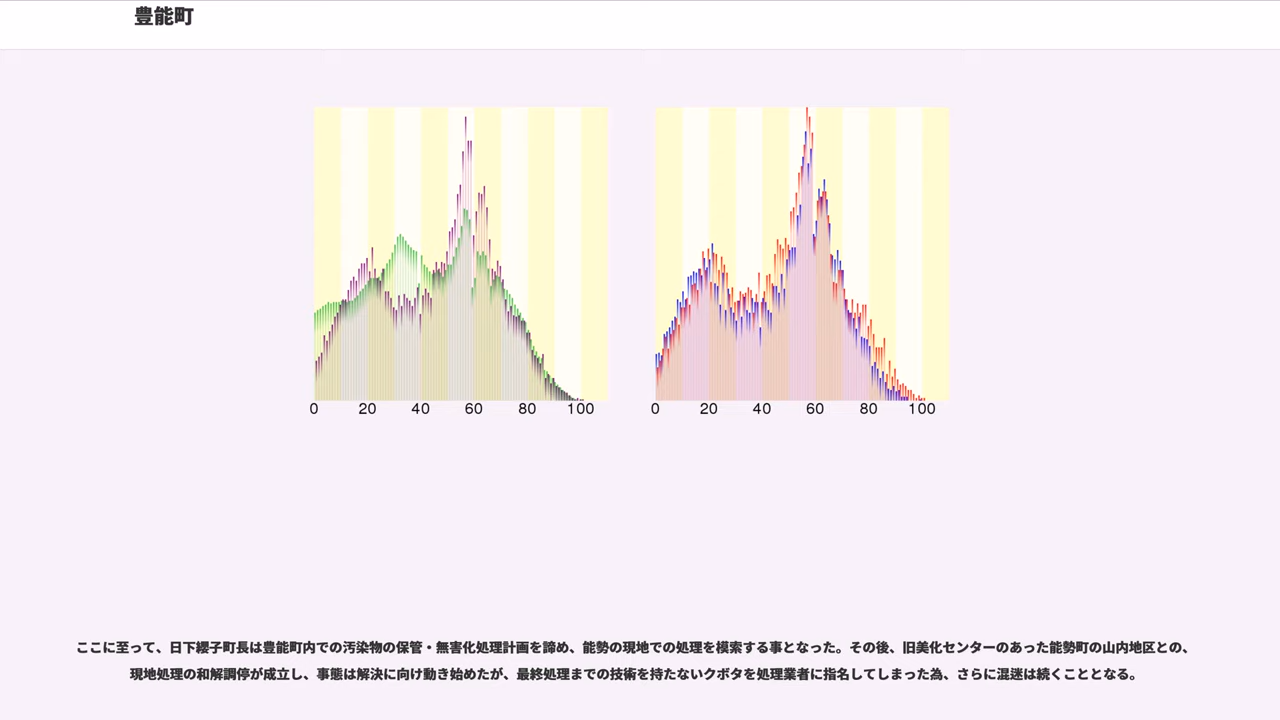 豊能町
0 20 40 60 80 100
0 20 40 60 80 100
ここに至って、日下纓子町長は豊能町内での汚染物の保管・無害化処理計画を諦め、能勢の現地での処理を模索する事となった。その後、旧美化センターのあった能勢町の山内地区との、
現地処理の和解調停が成立し、事態は解決に向け動き始めたが、最終処理までの技術を持たないクボタを処理業者に指名してしまった為、さらに混迷は続くこととなる。